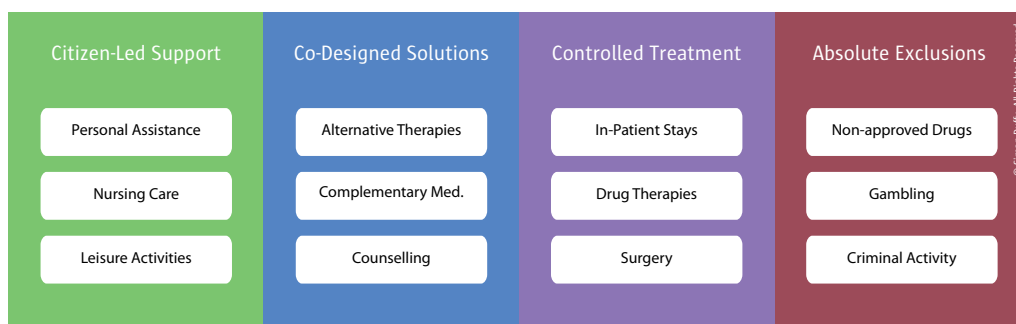 Citizen-Led Support
Personal Assistance
Nursing Care
Leisure Activities
Co-Designed Solutions
Alternative Therapies
Complementary Med.
Counselling
Controlled Treatment
In-Patient Stays
Drug Therapies
Surgery
Absolute Exclusions
Non-approved Drugs
Gambling
Criminal Activity